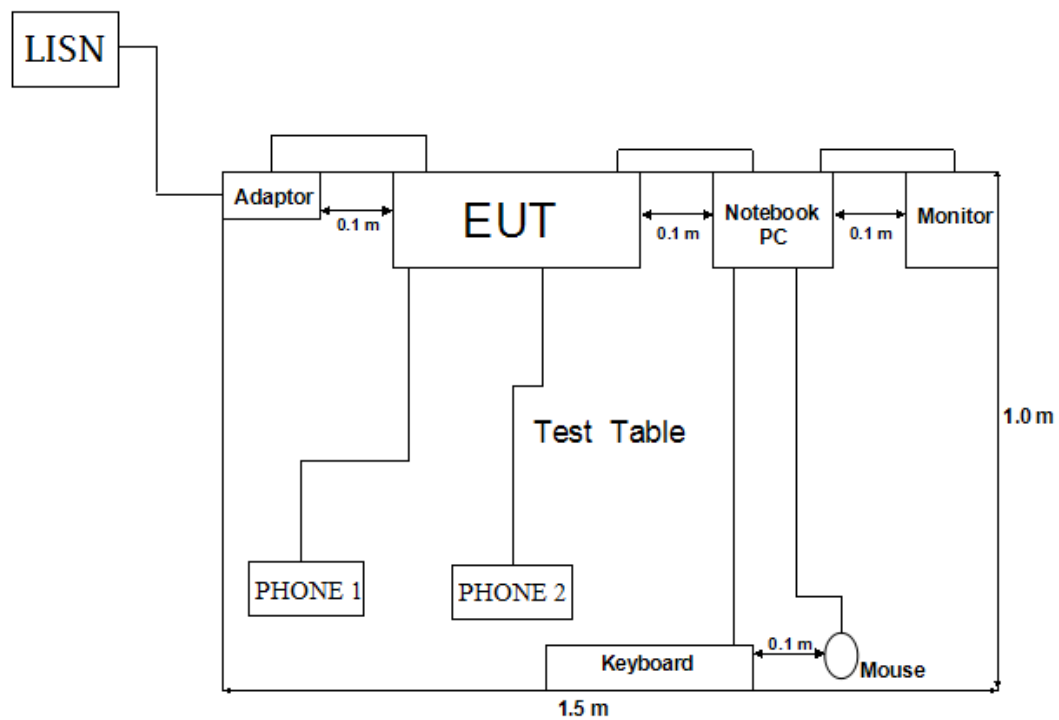 LISN
Adaptor
0.1 m
EUT
0.1 m
Notebook
PC
0.1 m
Monitor
Test Table
1.0 m
PHONE 1
PHONE 2
Keyboard
0.1 m
Mouse
1.5 m